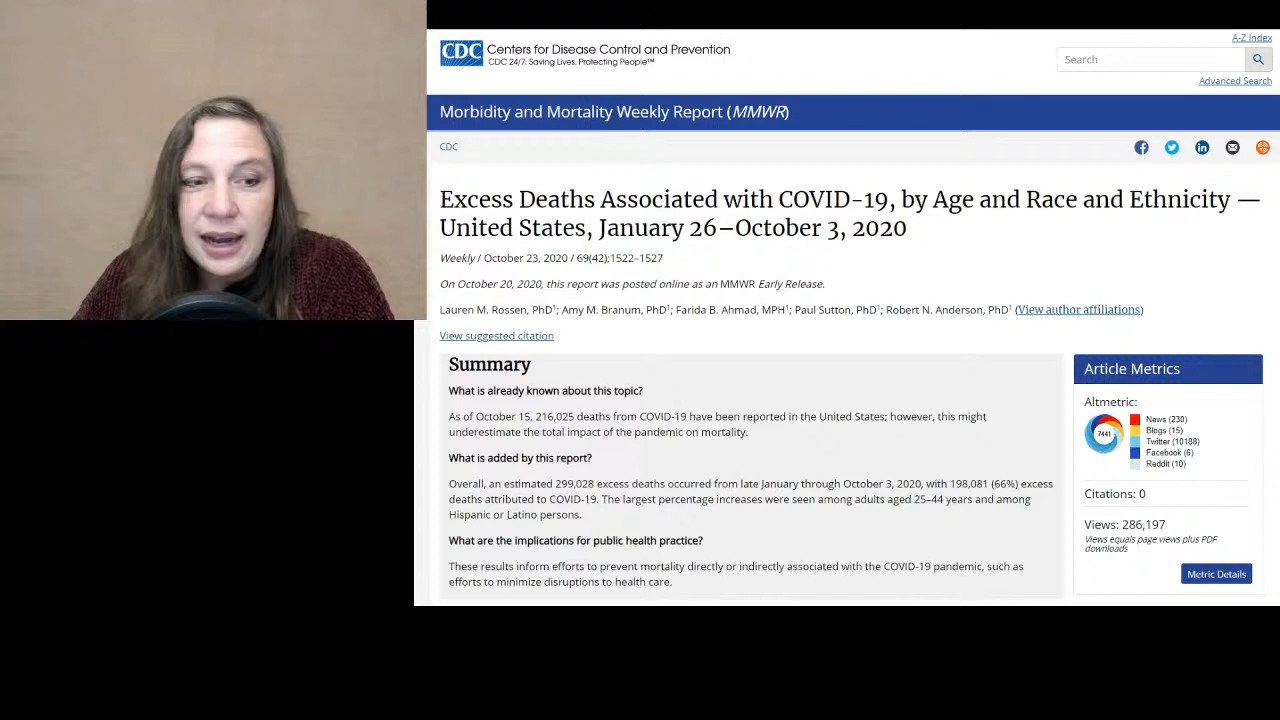 CDC Centers for Disease Control and Prevention
CDC 24/7: Saving Lives, Protecting People™
A-Z Index
Search
Advanced Search
Morbidity and Mortality Weekly Report (MMWR)
CDC
Excess Deaths Associated with COVID-19, by Age and Race and Ethnicity —
United States, January 26–October 3, 2020
Weekly / October 23, 2020 / 69(42);1522–1527
On October 20, 2020, this report was posted online as an MMWR Early Release.
Lauren M. Rossen, PhD1; Amy M. Branum, PhD1; Farida B. Ahmad, MPH1; Paul Sutton, PhD1; Robert N. Anderson, PhD1 (View author affiliations)
View suggested citation
Summary
What is already known about this topic?
As of October 15, 216,025 deaths from COVID-19 have been reported in the United States; however, this might
underestimate the total impact of the pandemic on mortality.
What is added by this report?
Overall, an estimated 299,028 excess deaths occurred from late January through October 3, 2020, with 198,081 (66%) excess
deaths attributed to COVID-19. The largest percentage increases were seen among adults aged 25–44 years and among
Hispanic or Latino persons.
What are the implications for public health practice?
These results inform efforts to prevent mortality directly or indirectly associated with the COVID-19 pandemic, such as
efforts to minimize disruptions to health care.
Article Metrics
Altmetric:
7441
News (230)
Blogs (15)
Twitter (10188)
Facebook (6)
Reddit (10)
Citations: 0
Views: 286,197
Views equals page views plus PDF
downloads
Metric Details